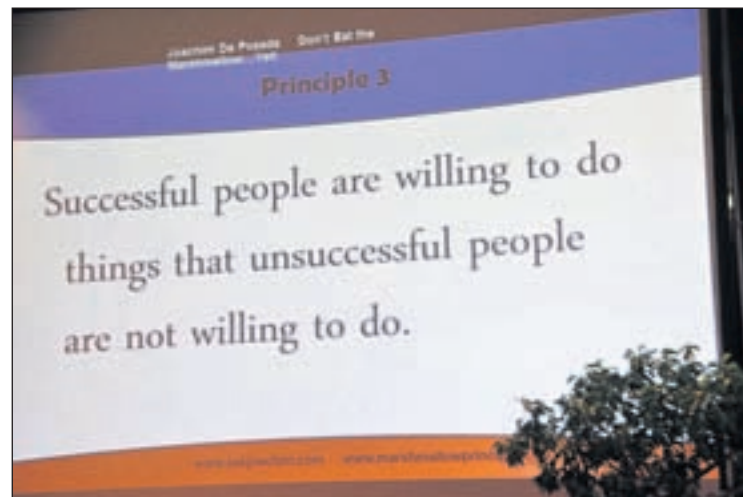 Joachim De Posada Don't Eat the
Marshmallow
Principle 3
Successful people are willing to do
things that unsuccessful people
are not willing to do.